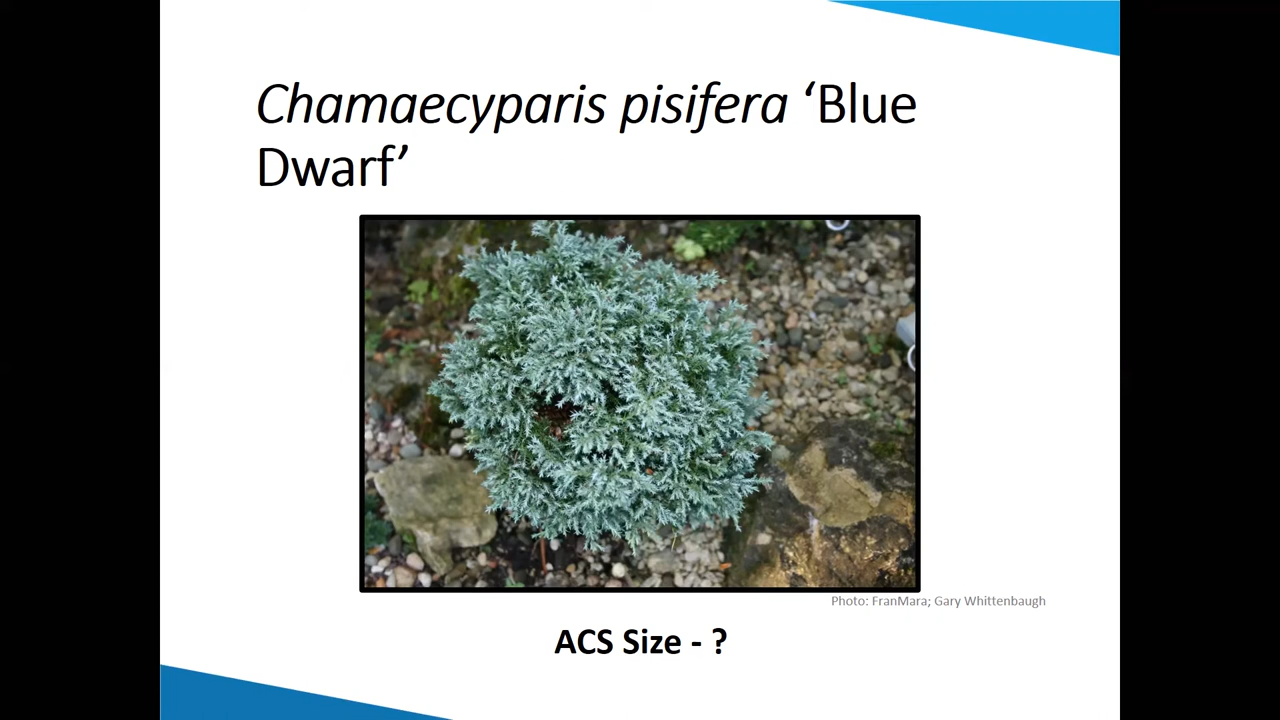 Chamaecyparis pisifera ‘Blue
Dwarf’
Photo: FranMara; Gary Whittenbaugh
ACS Size - ?